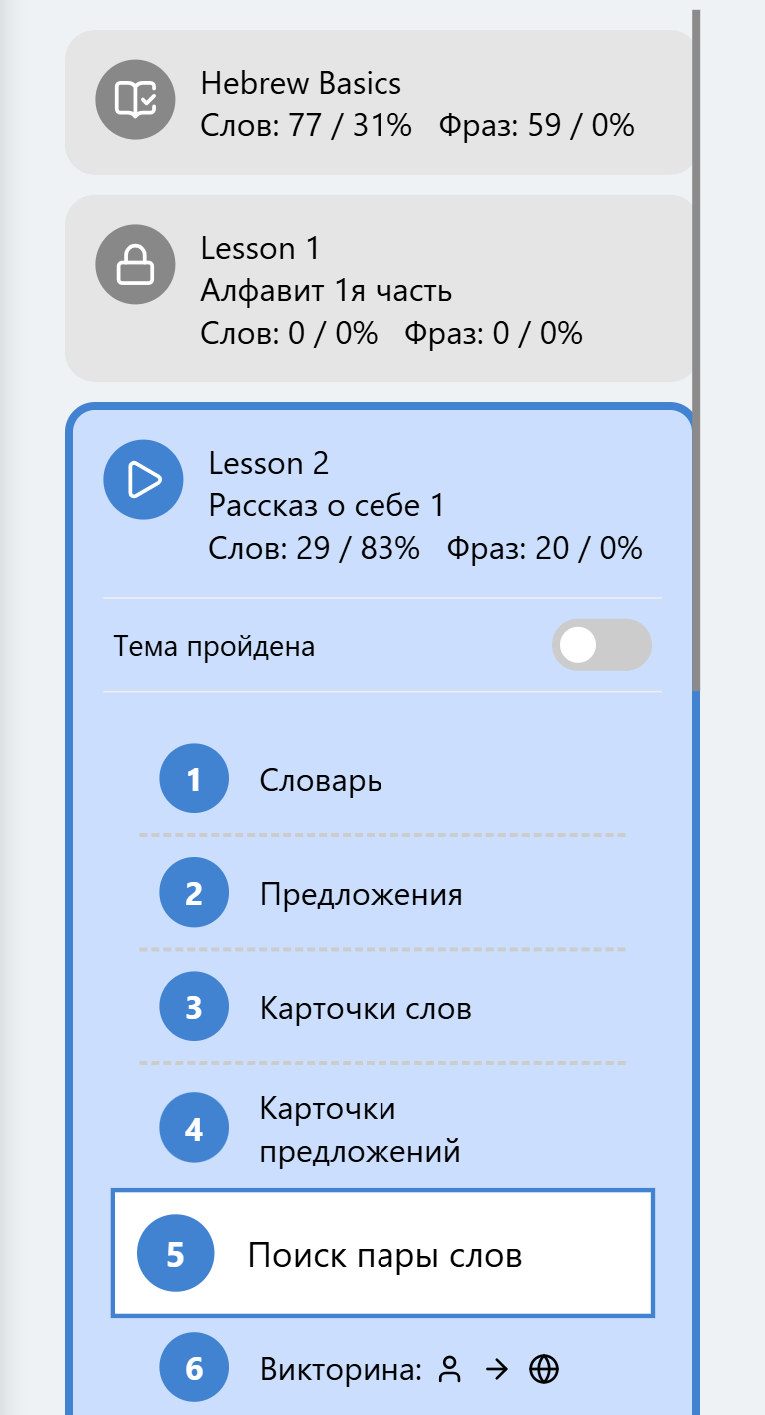 Hebrew Basics
Слов: 77 / 31% Фраз: 59 / 0%
Lesson 1
Алфавит 1я часть
Слов: 0 / 0% Фраз: 0 / 0%
Lesson 2
Рассказ о себе 1
Слов: 29 / 83% Фраз: 20 / 0%
Тема пройдена
1 Словарь
2 Предложения
3 Карточки слов
4 Карточки
предложений
5 Поиск пары слов
6 Викторина: →